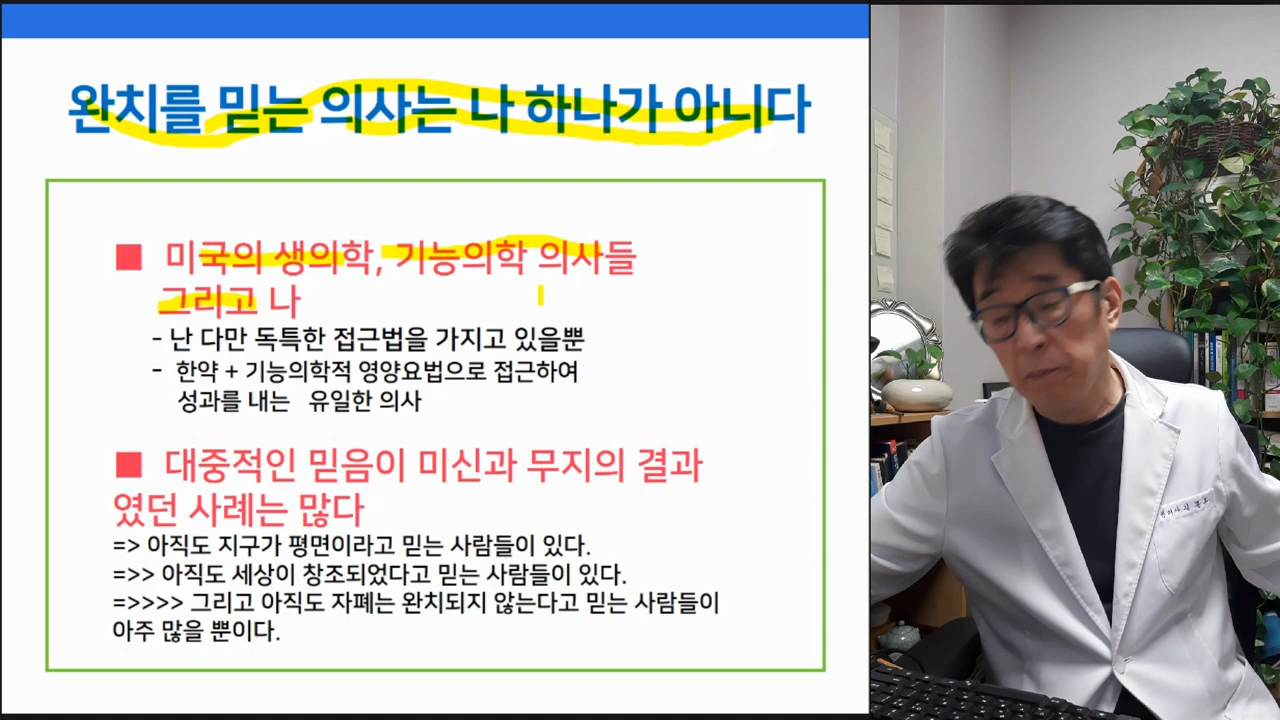 완치를 믿는 의사는 나 하나가 아니다
■ 미국의 생의학, 기능의학 의사들
그리고 나
- 난 다만 독특한 접근법을 가지고 있을뿐
- 한약 + 기능의학적 영양요법으로 접근하여
성과를 내는 유일한 의사
■ 대중적인 믿음이 미신과 무지의 결과
였던 사례는 많다
=> 아직도 지구가 평면이라고 믿는 사람들이 있다.
=>> 아직도 세상이 창조되었다고 믿는 사람들이 있다.
=>>>> 그리고 아직도 자폐는 완치되지 않는다고 믿는 사람들이
아주 많을 뿐이다.